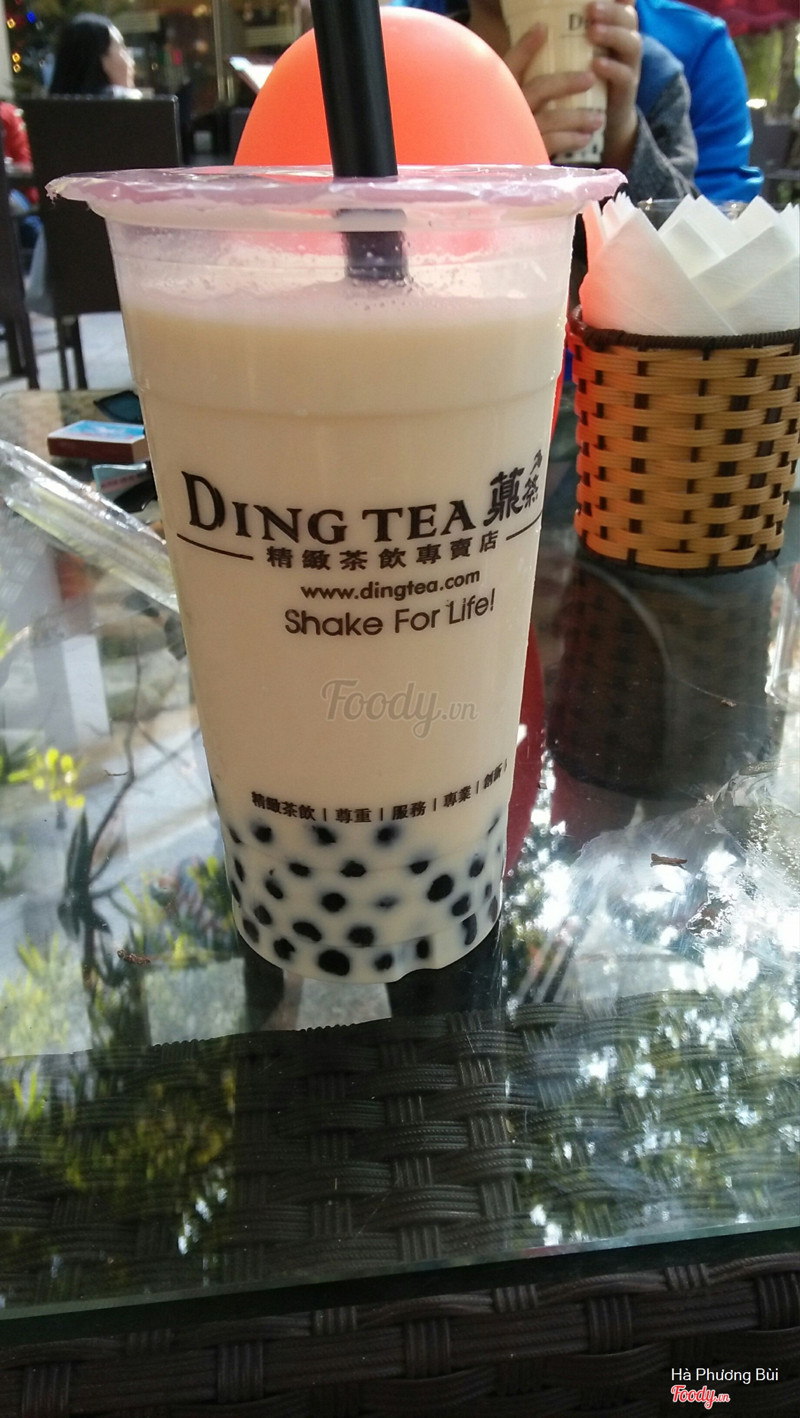 D
DING TEA 薡茶
精緻茶飲專賣店
www.dingtea.com
Shake For Life!
Foody.vn
精緻茶飲 | 尊重 | 服務 | 專業 | 創新
Hà Phương Bùi
Foody.vn